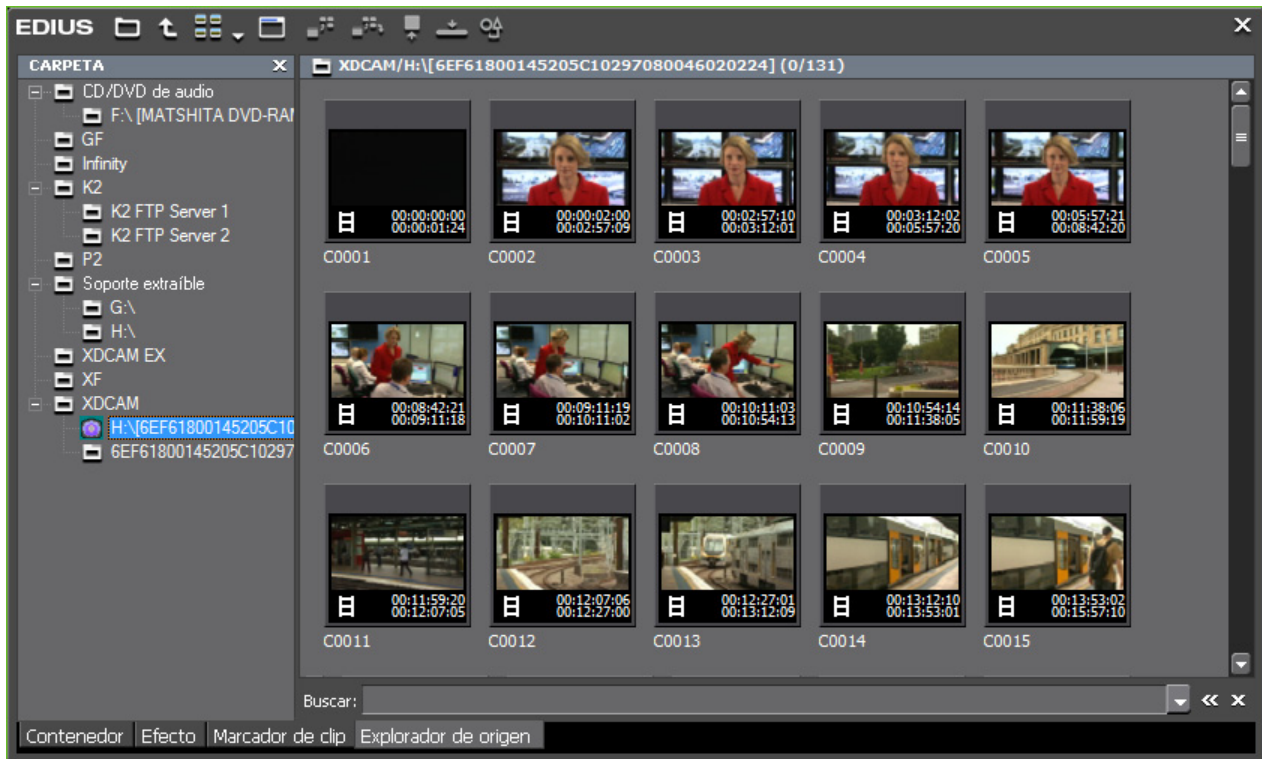 EDIUS
CARPETA
CD/DVD de audio
F:\ [MATSHITA DVD-RAM
GF
Infinity
K2
K2 FTP Server 1
K2 FTP Server 2
P2
Soporte extraíble
G:\
H:\
XDCAM EX
XF
XDCAM
H:\[6EF61800145205C10
6EF61800145205C10297
XDCAM/H:\[6EF61800145205C10297080046020224] (0/131)
00:00:00:00 00:00:02:00 00:02:57:10 00:03:12:02 00:05:57:21
00:00:01:24 00:02:57:09 00:03:12:01 00:05:57:20 00:08:42:20
C0001 C0002 C0003 C0004 C0005
00:08:42:21 00:09:11:19 00:10:11:03 00:10:54:14 00:11:38:06
00:09:11:18 00:10:11:02 00:10:54:13 00:11:38:05 00:11:59:19
C0006 C0007 C0008 C0009 C0010
00:11:59:20 00:12:07:06 00:12:27:01 00:13:12:10 00:13:53:02
00:12:07:05 00:12:27:00 00:13:12:09 00:13:53:01 00:15:57:10
C0011 C0012 C0013 C0014 C0015
Buscar:
Contenedor Efecto Marcador de clip Explorador de origen